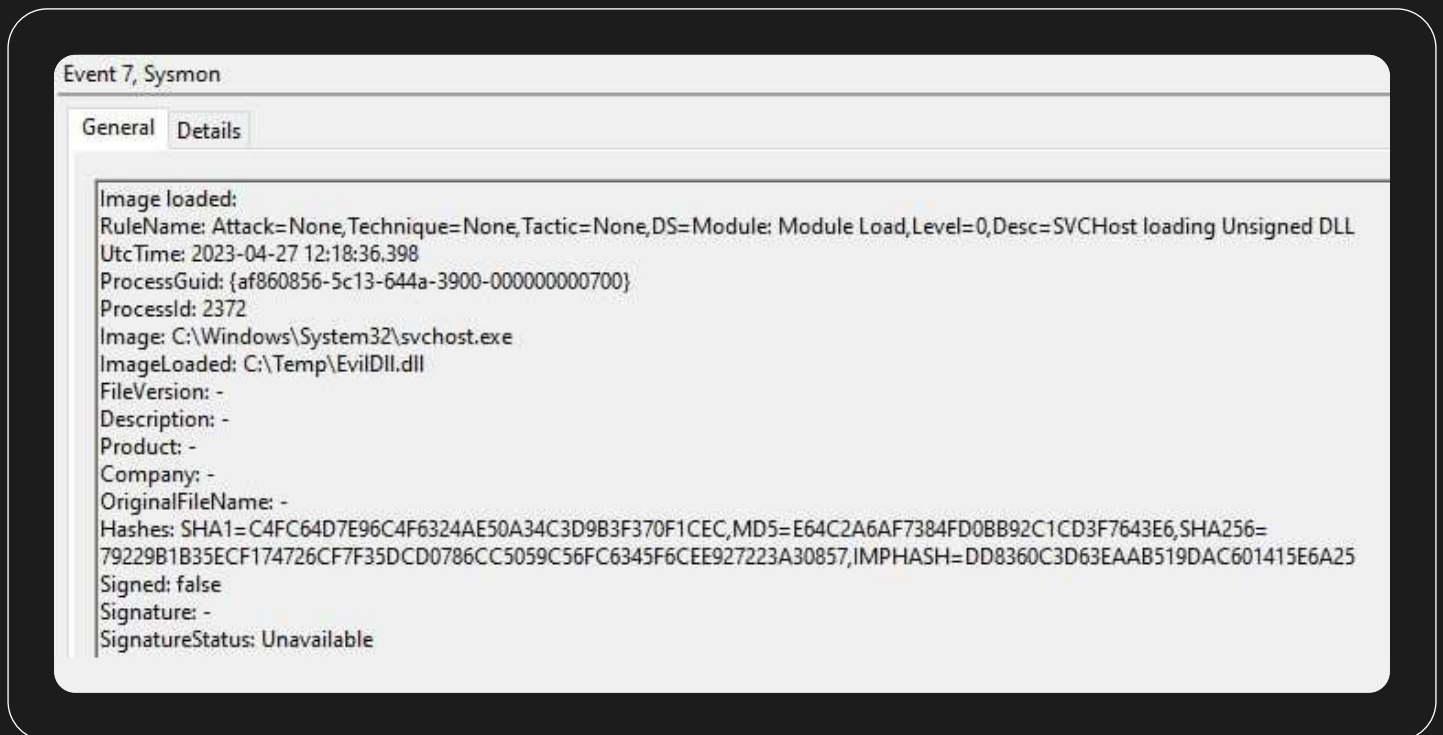 Event 7, Sysmon
General Details
Image loaded:
RuleName: Attack=None,Technique=None,Tactic=None,DS=Module: Module Load,Level=0,Desc=SVCHost loading Unsigned DLL
UtcTime: 2023-04-27 12:18:36.398
ProcessGuid: {af860856-5c13-644a-3900-000000000700}
ProcessId: 2372
Image: C:\Windows\System32\svchost.exe
ImageLoaded: C:\Temp\EvilDll.dll
FileVersion: -
Description: -
Product: -
Company: -
OriginalFileName: -
Hashes: SHA1=C4FC64D7E96C4F6324AE50A34C3D9B3F370F1CEC,MD5=E64C2A6AF7384FD0BB92C1CD3F7643E6,SHA256=
79229B1B35ECF174726CF7F35DCD0786CC5059C56FC6345F6CEE927223A30857,IMPHASH=DD8360C3D63EAAB519DAC601415E6A25
Signed: false
Signature: -
SignatureStatus: Unavailable